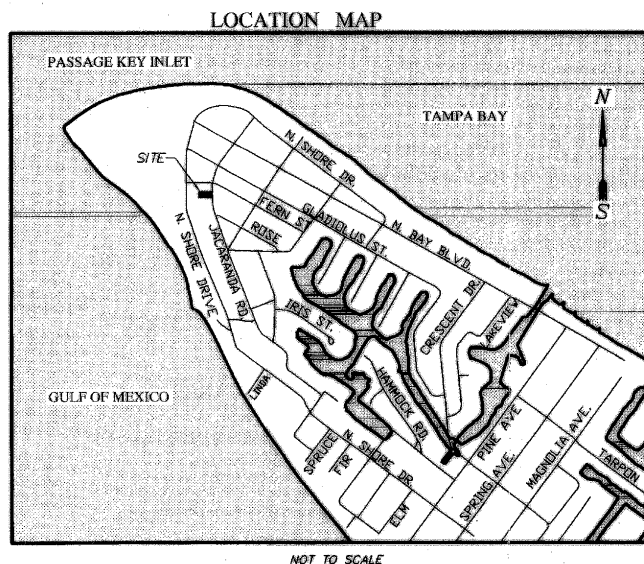 LOCATION MAP
PASSAGE KEY INLET
N
TAMPA BAY
S
SITE
N. SHORE DR.
FERN ST.
GLADIOLUS ST.
ROSE
N. BAY BLVD.
N. SHORE DRIVE
JACARANDA RD.
IRIS ST.
CRESCENT DR.
LAKEVIEW
GULF OF MEXICO
LINDA
HAMMOCK RD.
N. SHORE DR.
SPRUCE
FIR
ELM
PINE AVE
SPRING AVE.
MAGNOLIA AVE.
TARPON
NOT TO SCALE